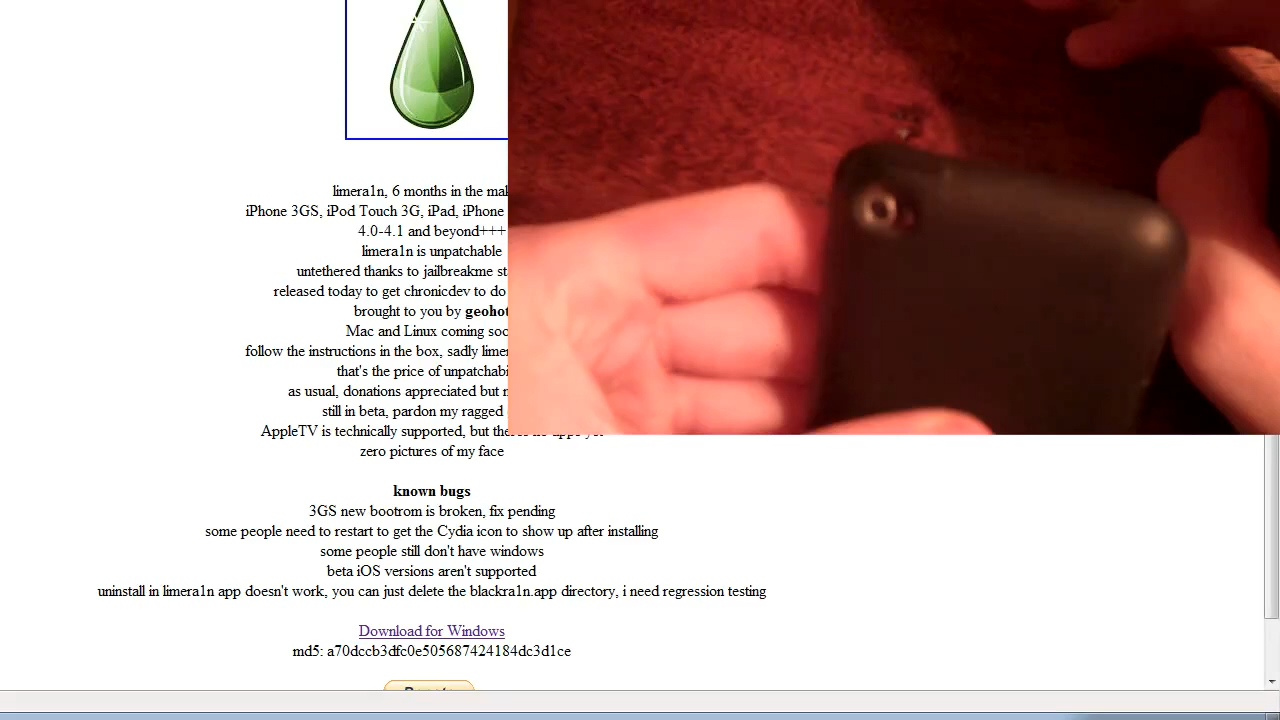 limera1n, 6 months in the
iPhone 3GS, iPod Touch 3G, iPad, iPhone
4.0-4.1 and beyond+++
limera1n is unpatchable
untethered thanks to jailbreakme
released today to get chronicdev to do
brought to you by geohot
Mac and Linux coming
follow the instructions in the box, sadly
that's the price of
as usual, donations appreciated but
still in beta, pardon my ragged
AppleTV is technically supported, but
zero pictures of my face
known bugs
3GS new bootrom is broken, fix pending
some people need to restart to get the Cydia icon to show up after installing
some people still don't have windows
beta iOS versions aren't supported
uninstall in limera1n app doesn't work, you can just delete the blackra1n.app directory, i need regression testing
Download for Windows
md5: a70dccb3dfc0e505687424184dc3d1ce